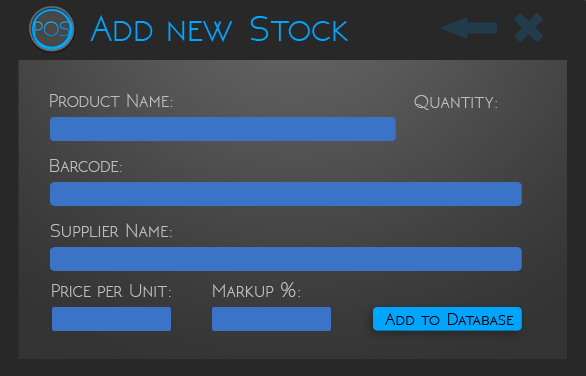 POS
Add new Stock
Product Name:
Quantity:
Barcode:
Supplier Name:
Price per Unit:
Markup %:
Add to Database